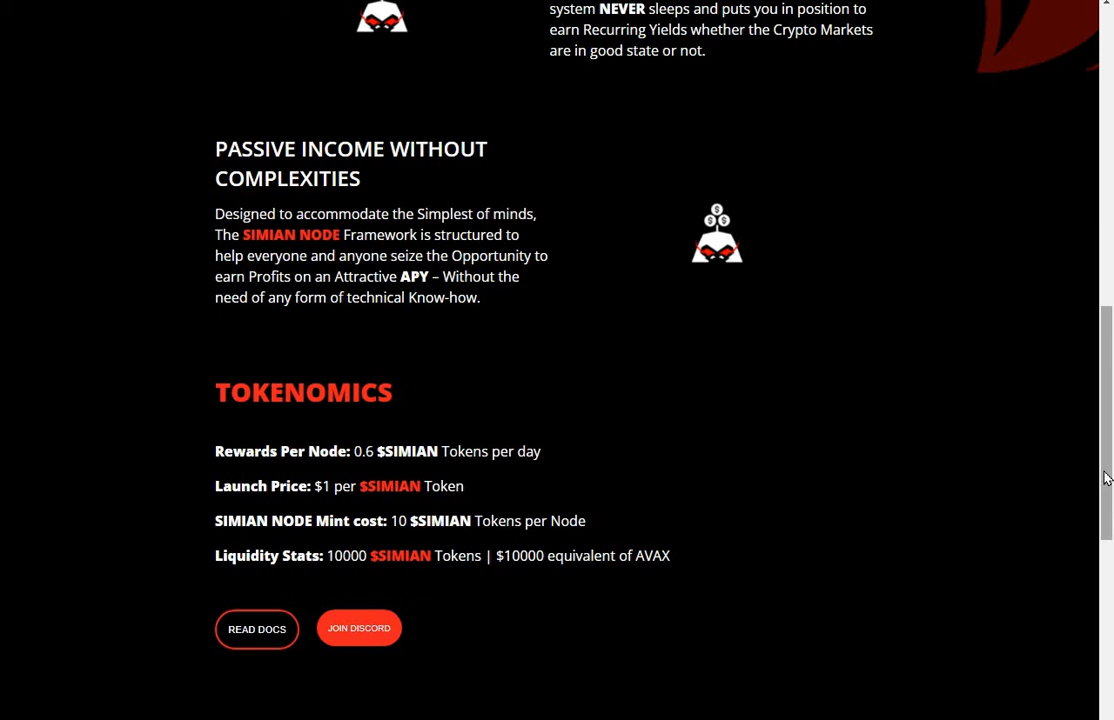 system NEVER sleeps and puts you in position to
earn Recurring Yields whether the Crypto Markets
are in good state or not.
PASSIVE INCOME WITHOUT
COMPLEXITIES
Designed to accommodate the Simplest of minds,
The SIMIAN NODE Framework is structured to
help everyone and anyone seize the Opportunity to
earn Profits on an Attractive APY – Without the
need of any form of technical Know-how.
TOKENOMICS
Rewards Per Node: 0.6 $SIMIAN Tokens per day
Launch Price: $1 per $SIMIAN Token
SIMIAN NODE Mint cost: 10 $SIMIAN Tokens per Node
Liquidity Stats: 10000 $SIMIAN Tokens | $10000 equivalent of AVAX
READ DOCS
JOIN DISCORD